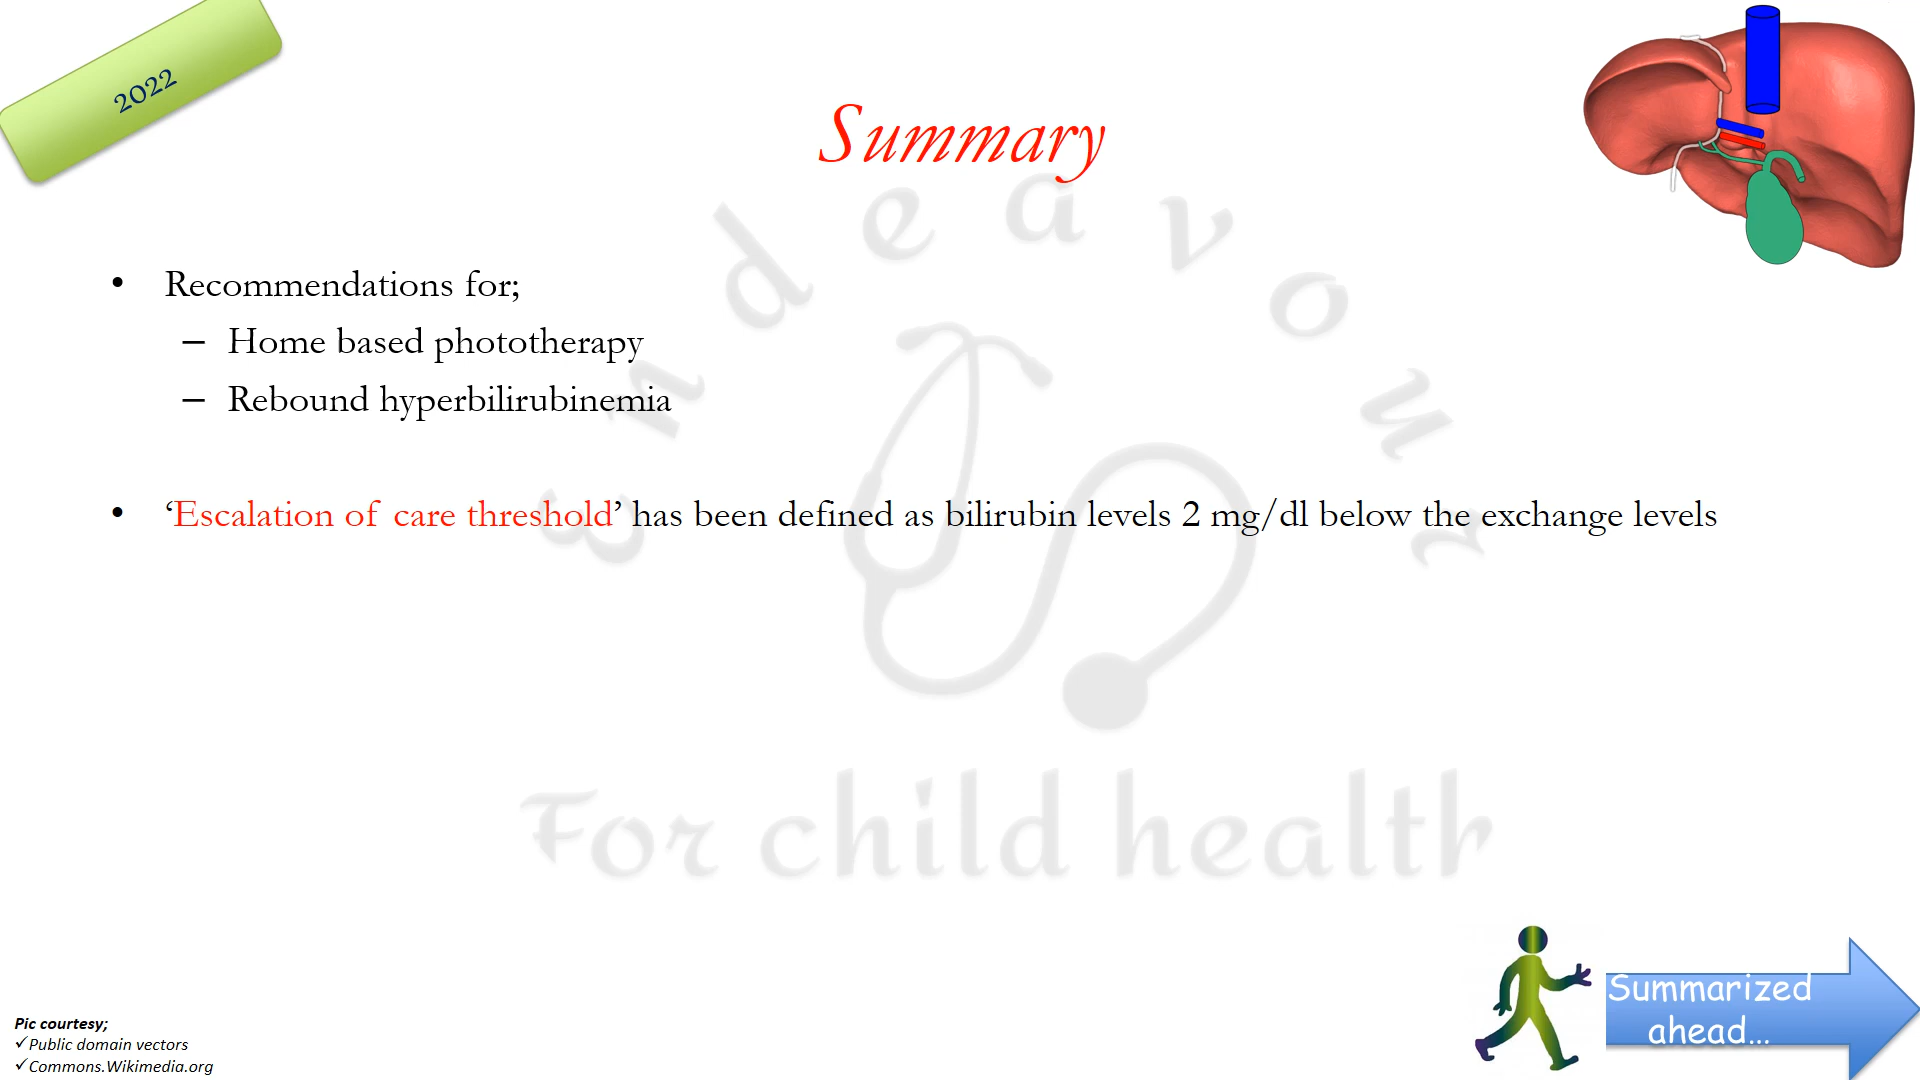 2022
Summary
• Recommendations for;
– Home based phototherapy
– Rebound hyperbilirubinemia
• ‘Escalation of care threshold’ has been defined as bilirubin levels 2 mg/dl below the exchange levels
Endeavour
For child health
Summarized
ahead...
Pic courtesy;
✓Public domain vectors
✓Commons.Wikimedia.org